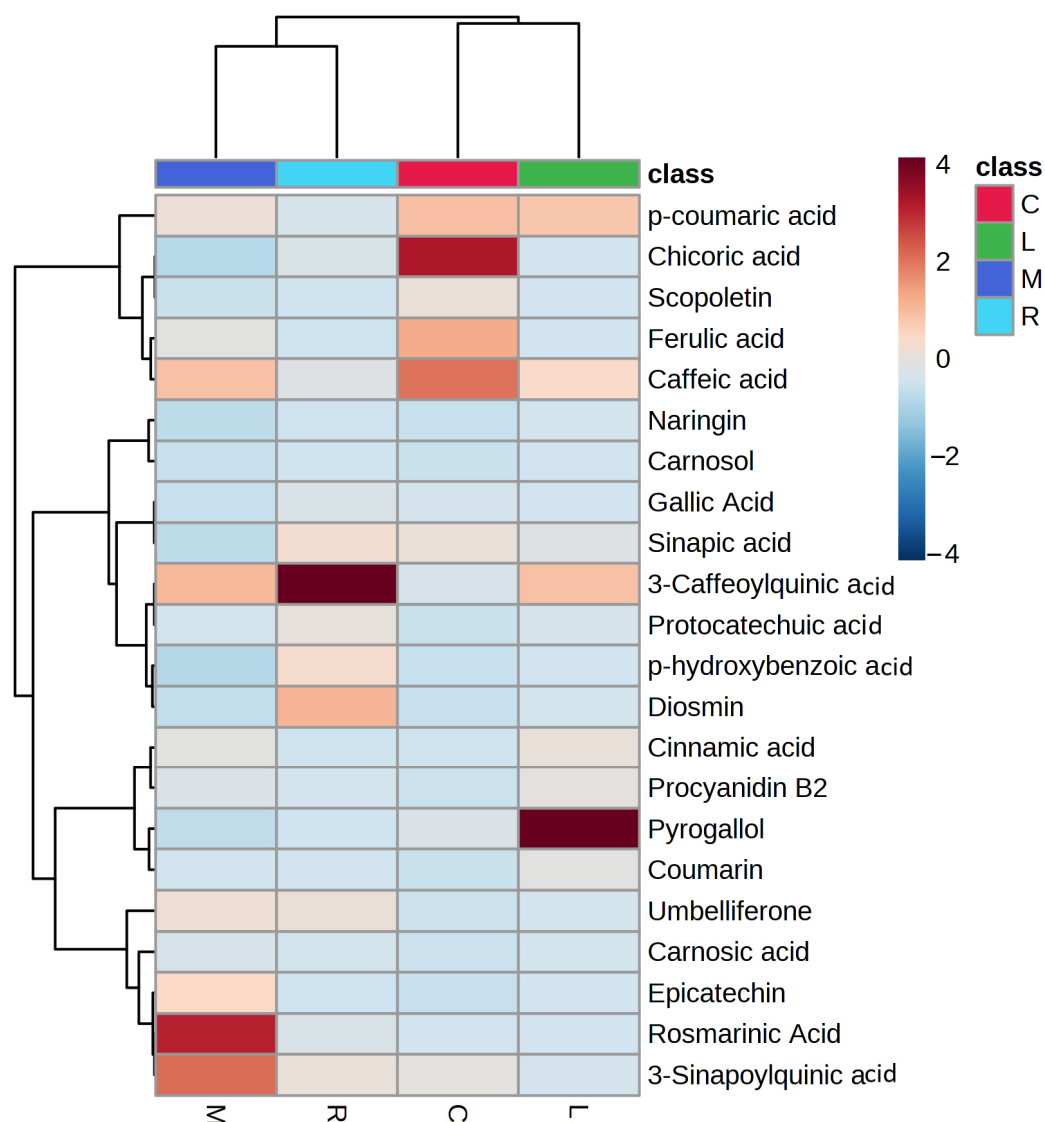 class
p-coumaric acid
Chicoric acid
Scopoletin
Ferulic acid
Caffeic acid
Naringin
Carnosol
Gallic Acid
Sinapic acid
3-Caffeoylquinic acid
Protocatechuic acid
p-hydroxybenzoic acid
Diosmin
Cinnamic acid
Procyanidin B2
Pyrogallol
Coumarin
Umbelliferone
Carnosic acid
Epicatechin
Rosmarinic Acid
3-Sinapoylquinic acid
M R C L
4
2
0
−2
−4
class
C
L
M
R